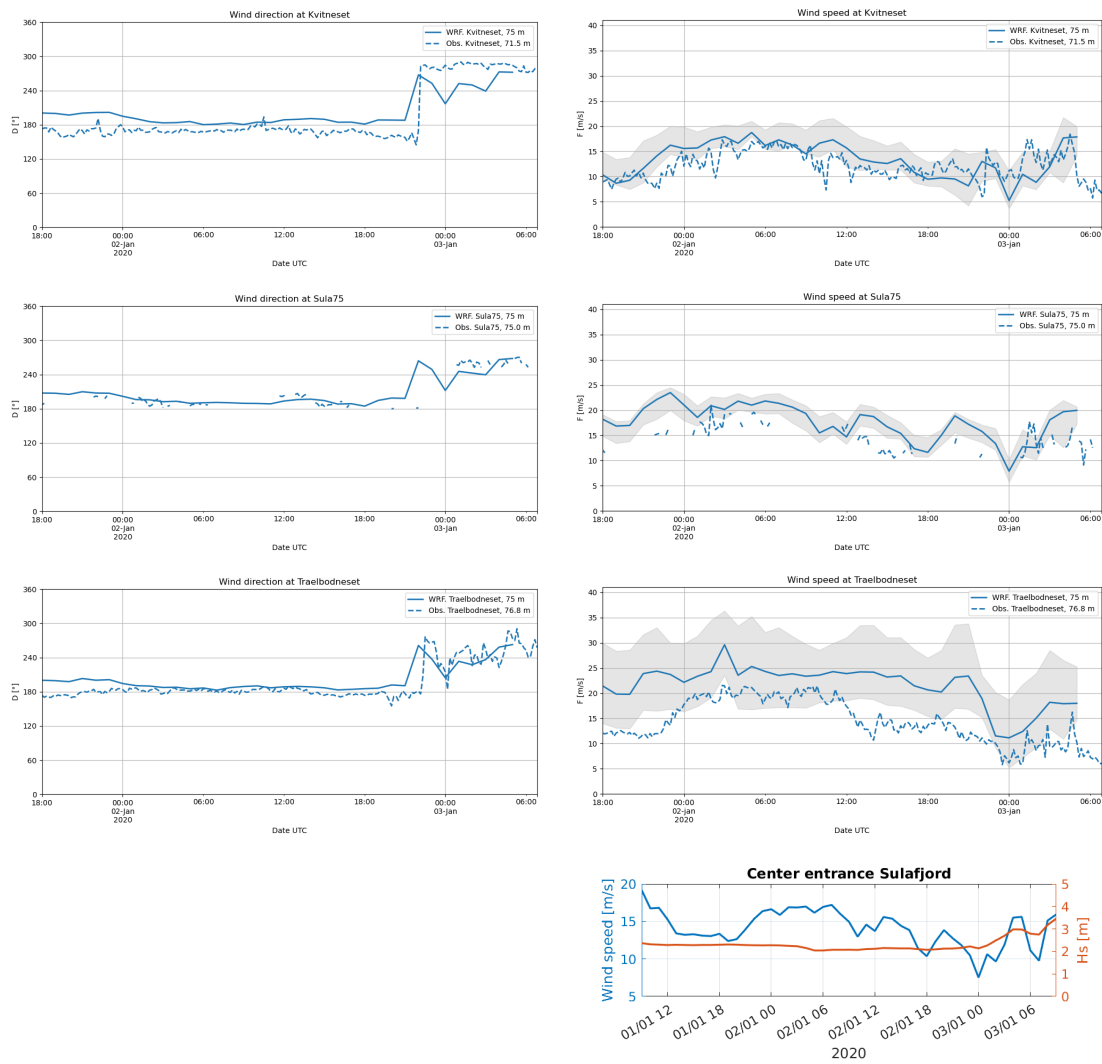 Wind direction at Kvitneset
360
300
240
180
120
60
0
D [°]
WRF. Kvitneset, 75 m
Obs. Kvitneset, 71.5 m
18:00 00:00 06:00 12:00 18:00 00:00 06:00
02-Jan 03-Jan
2020
Date UTC
Wind speed at Kvitneset
40
35
30
25
20
15
10
5
0
F [m/s]
WRF. Kvitneset, 75 m
Obs. Kvitneset, 71.5 m
18:00 00:00 06:00 12:00 18:00 00:00 06:00
02-Jan 03-Jan
2020
Date UTC
Wind direction at Sula75
360
300
240
180
120
60
0
D [°]
WRF. Sula75, 75 m
Obs. Sula75, 75.0 m
18:00 00:00 06:00 12:00 18:00 00:00 06:00
02-Jan 03-Jan
2020
Date UTC
Wind speed at Sula75
40
35
30
25
20
15
10
5
0
F [m/s]
WRF. Sula75, 75 m
Obs. Sula75, 75.0 m
18:00 00:00 06:00 12:00 18:00 00:00 06:00
02-Jan 03-Jan
2020
Date UTC
Wind direction at Traelbodneset
360
300
240
180
120
60
0
D [°]
WRF. Traelbodneset, 75 m
Obs. Traelbodneset, 76.8 m
18:00 00:00 06:00 12:00 18:00 00:00 06:00
02-Jan 03-Jan
2020
Date UTC
Wind speed at Traelbodneset
40
35
30
25
20
15
10
5
0
F [m/s]
WRF. Traelbodneset, 75 m
Obs. Traelbodneset, 76.8 m
18:00 00:00 06:00 12:00 18:00 00:00 06:00
02-Jan 03-Jan
2020
Date UTC
Center entrance Sulafjord
20
15
10
5
Wind speed [m/s]
5
4
3
2
1
0
Hs [m]
01/01 12 01/01 18 02/01 00 02/01 06 02/01 12 02/01 18 03/01 00 03/01 06
2020